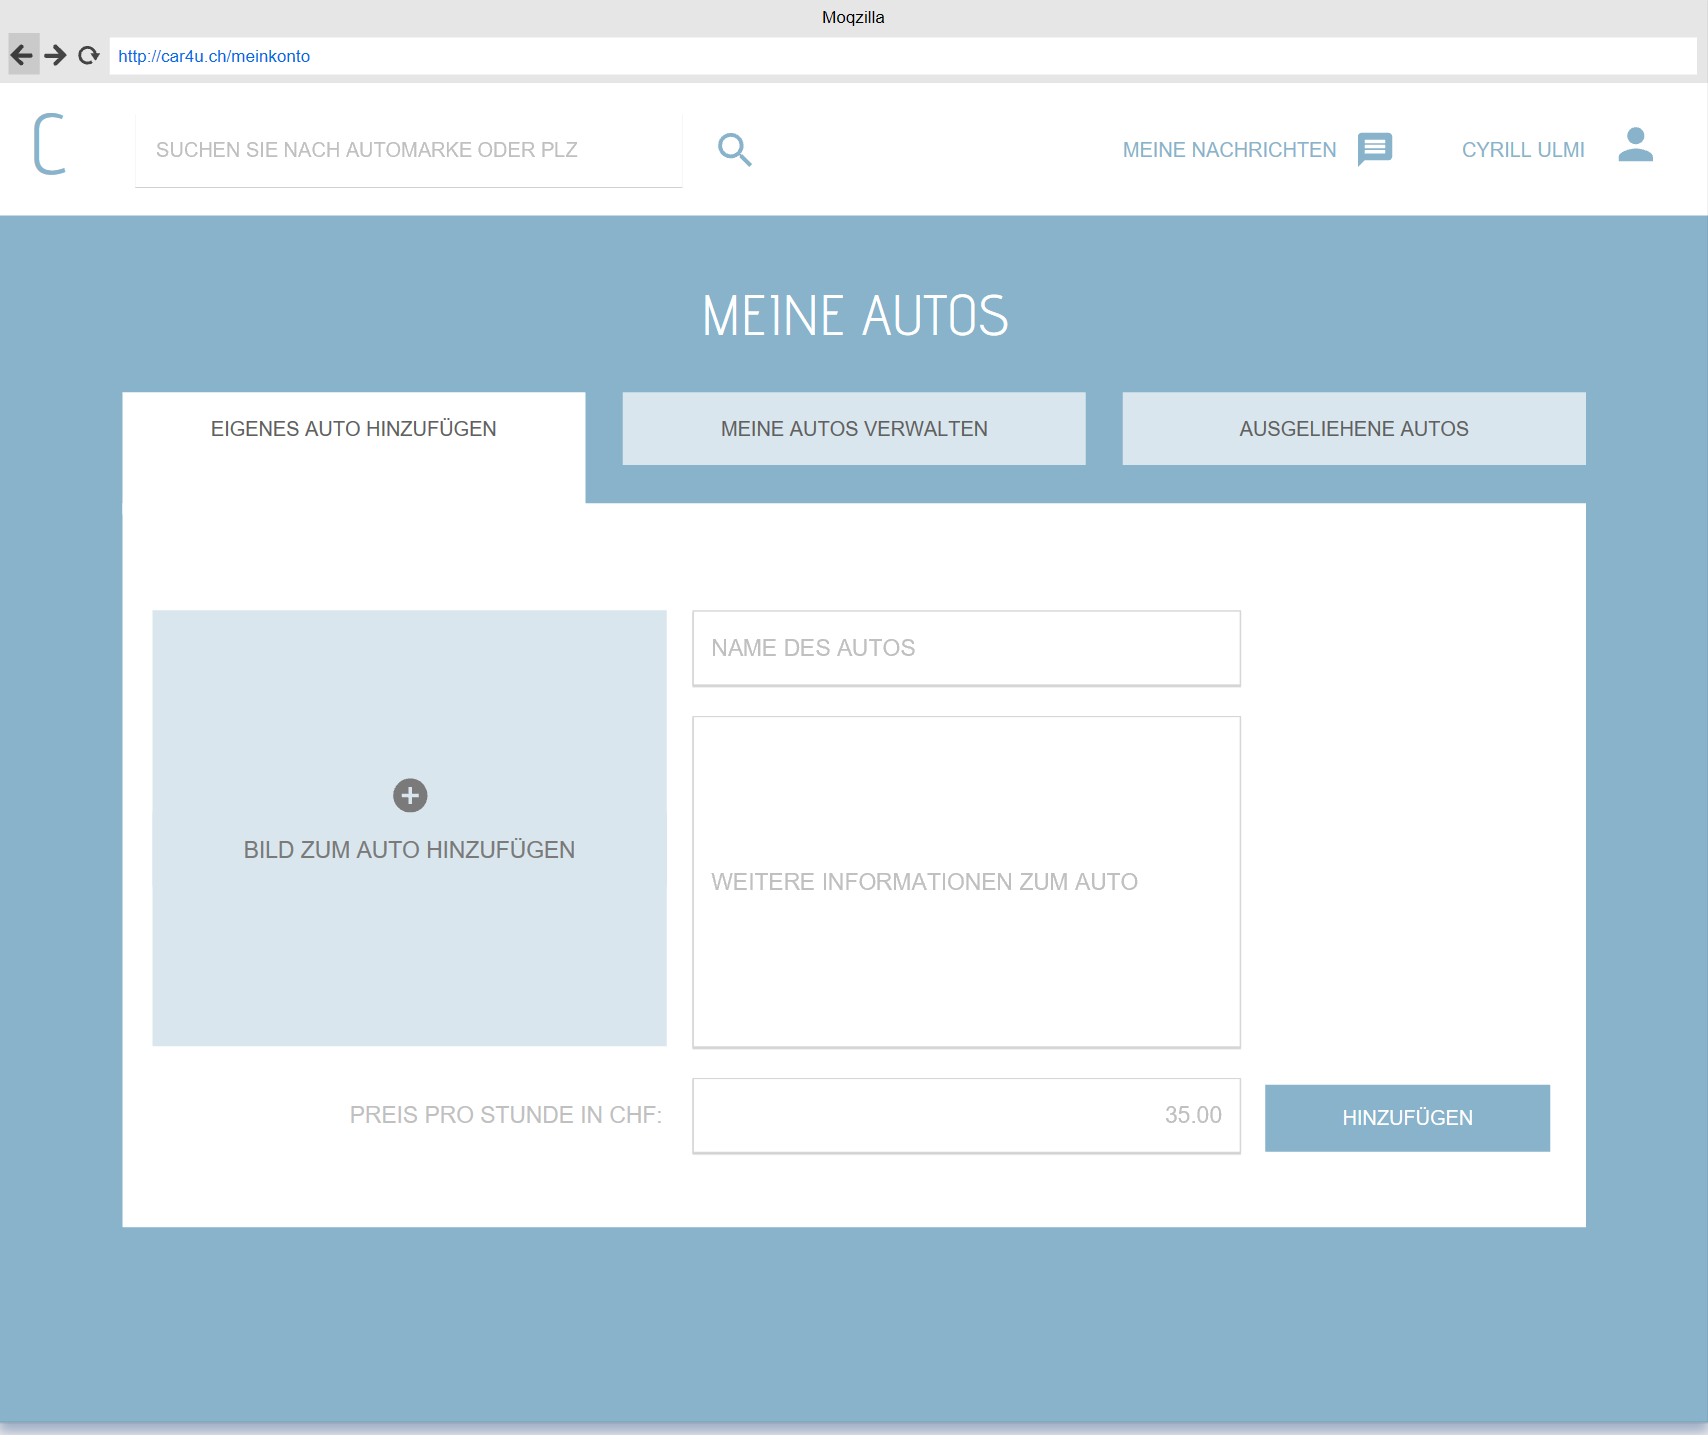 Moqzilla
http://car4u.ch/meinkonto
C
SUCHEN SIE NACH AUTOMARKE ODER PLZ
MEINE NACHRICHTEN
CYRILL ULMI
MEINE AUTOS
EIGENES AUTO HINZUFÜGEN
MEINE AUTOS VERWALTEN
AUSGELIEHENE AUTOS
NAME DES AUTOS
BILD ZUM AUTO HINZUFÜGEN
WEITERE INFORMATIONEN ZUM AUTO
PREIS PRO STUNDE IN CHF:
35.00
HINZUFÜGEN